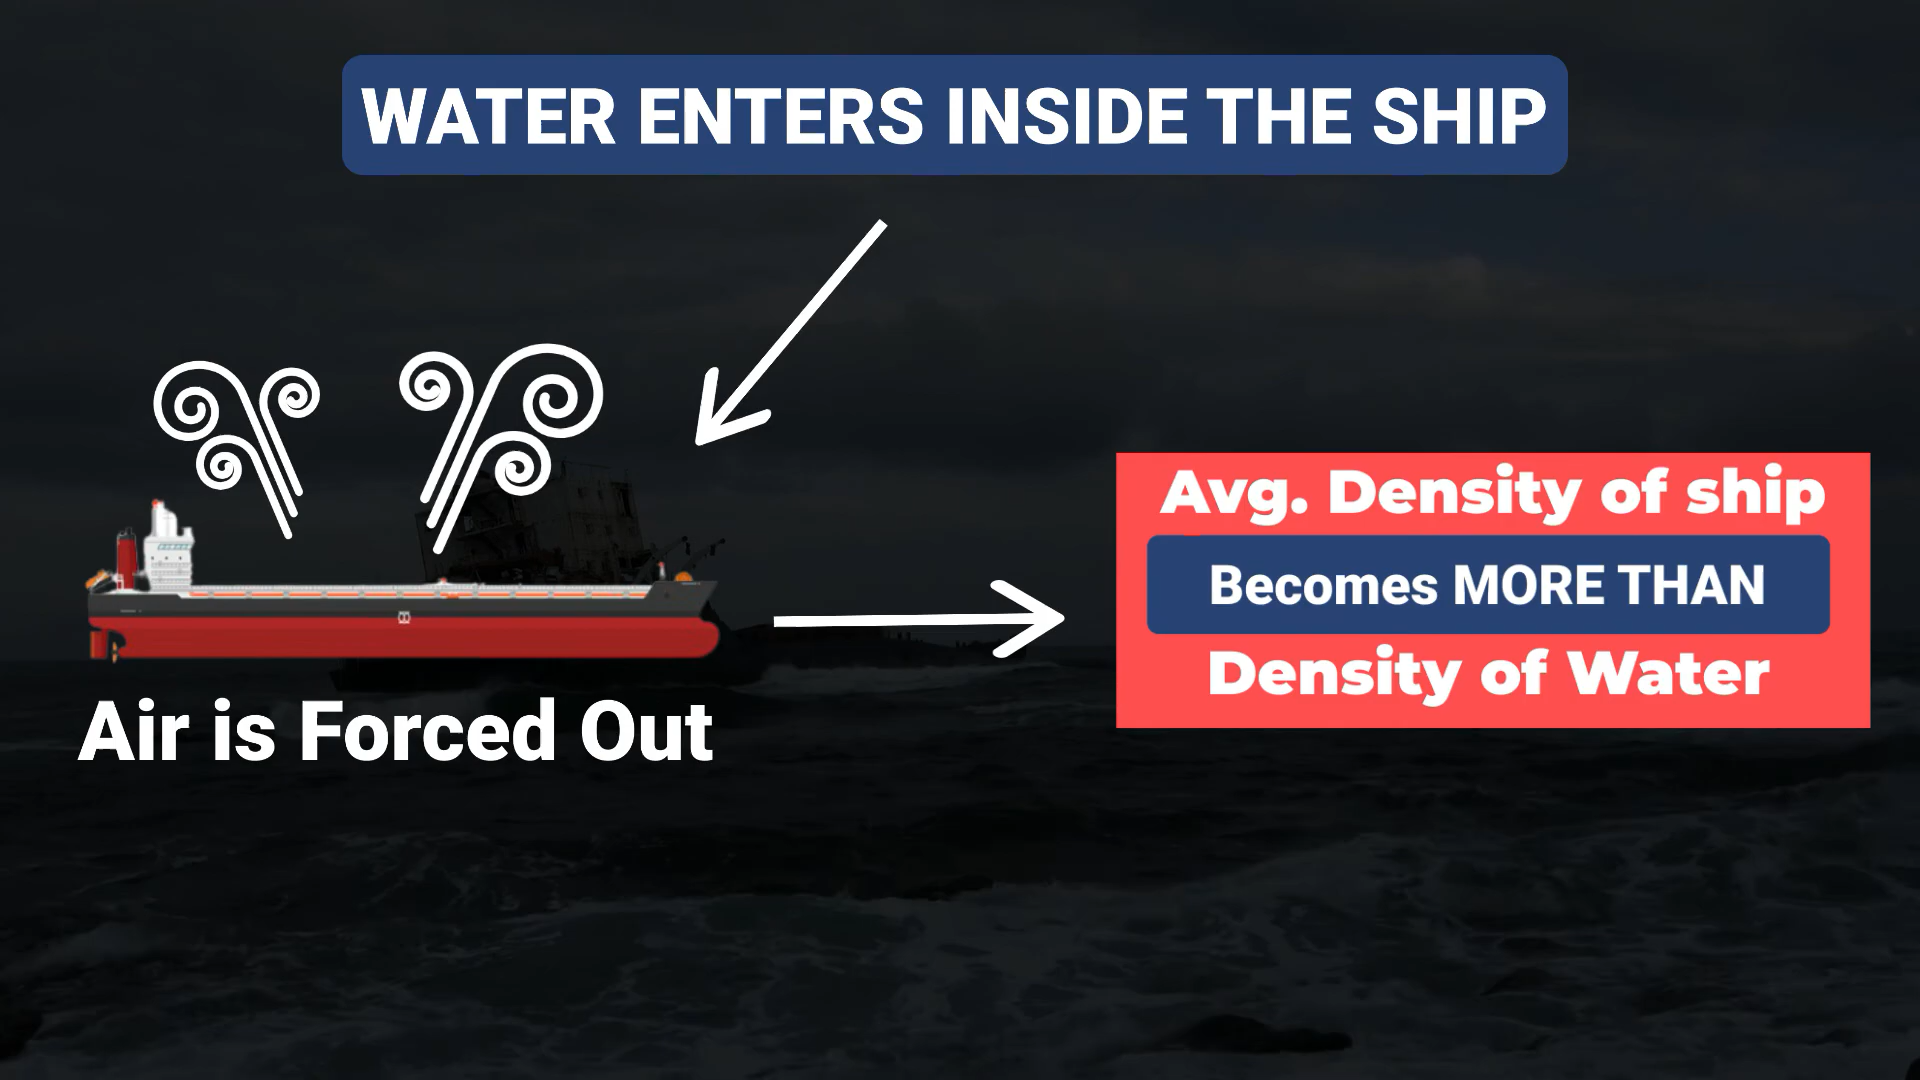 WATER ENTERS INSIDE THE SHIP
Air is Forced Out
Avg. Density of ship
Becomes MORE THAN
Density of Water